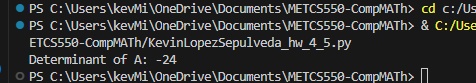 PS C:\Users\kevMi\OneDrive\Documents\METCS550-CompMATh> cd c:/Us
PS C:\Users\kevMi\OneDrive\Documents\METCS550-CompMATh> & C:/Use
ETCS550-CompMATh/KevinLopezSepulveda_hw_4_5.py
Determinant of A: -24
PS C:\Users\kevMi\OneDrive\Documents\METCS550-CompMATh>